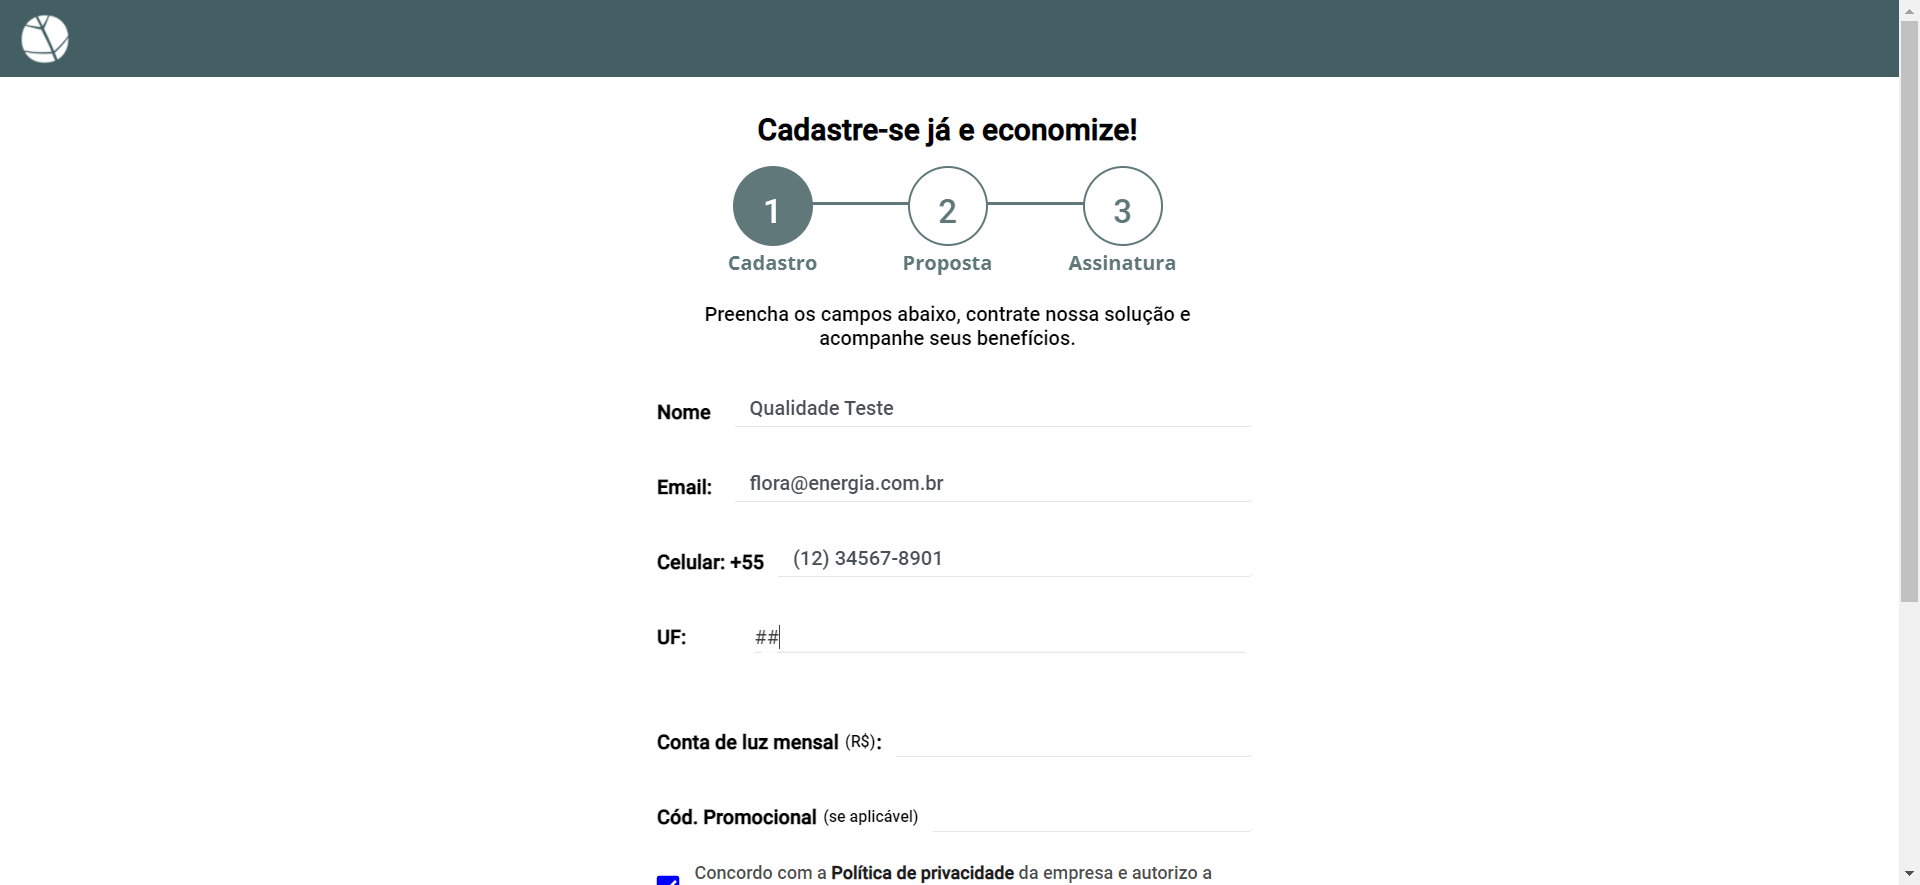 Cadastre-se já e economize!
1
2
3
Cadastro
Proposta
Assinatura
Preencha os campos abaixo, contrate nossa solução e
acompanhe seus benefícios.
Nome Qualidade Teste
Email: flora@energia.com.br
Celular: +55 (12) 34567-8901
UF: ##
Conta de luz mensal (R$):
Cód. Promocional (se aplicável)
Concordo com a Política de privacidade da empresa e autorizo a